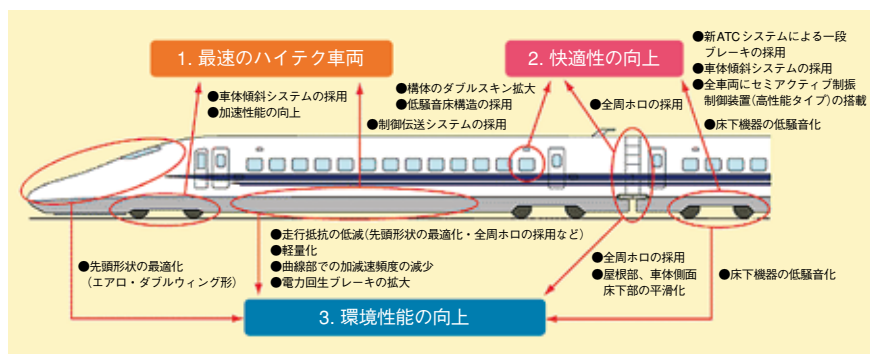 1. 最速のハイテク車両
2. 快適性の向上
●新ATCシステムによる一段
ブレーキの採用
●車体傾斜システムの採用
●全車両にセミアクティブ制振
制御装置(高性能タイプ)の搭載
●車体傾斜システムの採用
●加速性能の向上
●構体のダブルスキン拡大
●低騒音床構造の採用
●制御伝送システムの採用
●全周ホロの採用
●床下機器の低騒音化
●先頭形状の最適化
(エアロ・ダブルウィング形)
●走行抵抗の低減(先頭形状の最適化・全周ホロの採用など)
●軽量化
●曲線部での加減速頻度の減少
●電力回生ブレーキの拡大
●全周ホロの採用
●屋根部、車体側面
床下部の平滑化
●床下機器の低騒音化
3. 環境性能の向上